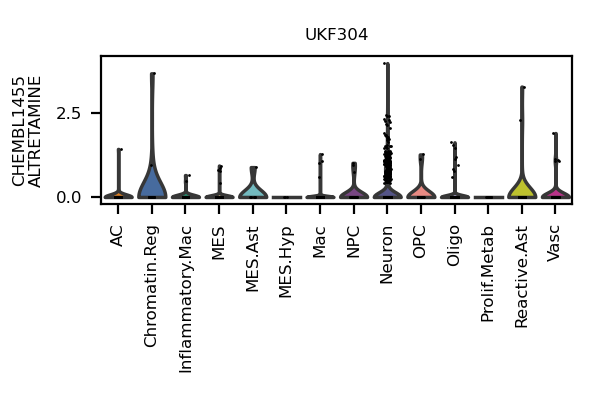 UKF304
CHEMBL1455
ALTRETAMINE
2.5
0.0
AC
Chromatin.Reg
Inflammatory.Mac
MES
MES.Ast
MES.Hyp
Mac
NPC
Neuron
OPC
Oligo
Prolif.Metab
Reactive.Ast
Vasc